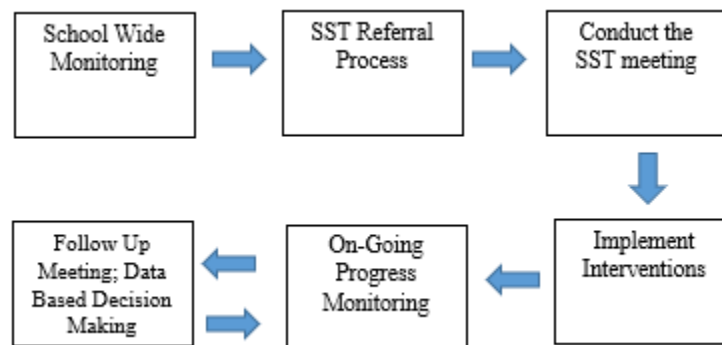 School Wide
Monitoring
SST Referral
Process
Conduct the
SST meeting
Follow Up
Meeting; Data
Based Decision
Making
On-Going
Progress
Monitoring
Implement
Interventions